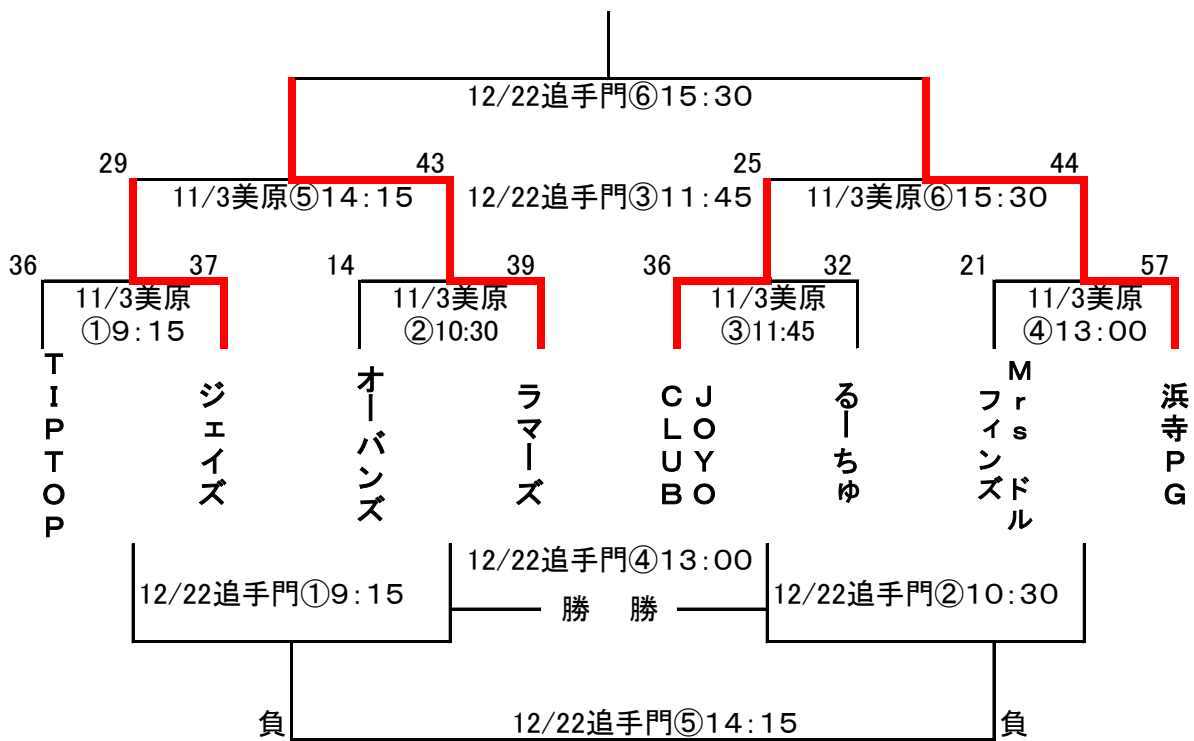 12/22追手門⑥15:30
29
43
25
44
11/3美原⑤14:15
12/22追手門③11:45
11/3美原⑥15:30
36
37
14
39
36
32
21
57
11/3美原
①9:15
11/3美原
②10:30
11/3美原
③11:45
11/3美原
④13:00
TIPTOP
ジェイズ
オーバンズ
ラマーズ
JOYO
CLUB
るーちゅ
Mrs ドル
フィンズ
浜寺PG
12/22追手門①9:15
12/22追手門④13:00
12/22追手門②10:30
勝 勝
負
12/22追手門⑤14:15
負